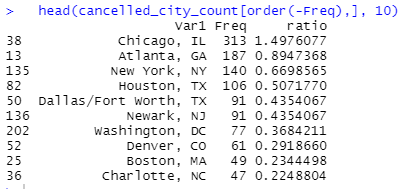 > head(cancelled_city_count[order(-Freq),], 10)
Var1 Freq ratio
38 Chicago, IL 313 1.4976077
13 Atlanta, GA 187 0.8947368
135 New York, NY 140 0.6698565
82 Houston, TX 106 0.5071770
50 Dallas/Fort Worth, TX 91 0.4354067
136 Newark, NJ 91 0.4354067
202 Washington, DC 77 0.3684211
52 Denver, CO 61 0.2918660
25 Boston, MA 49 0.2344498
36 Charlotte, NC 47 0.2248804